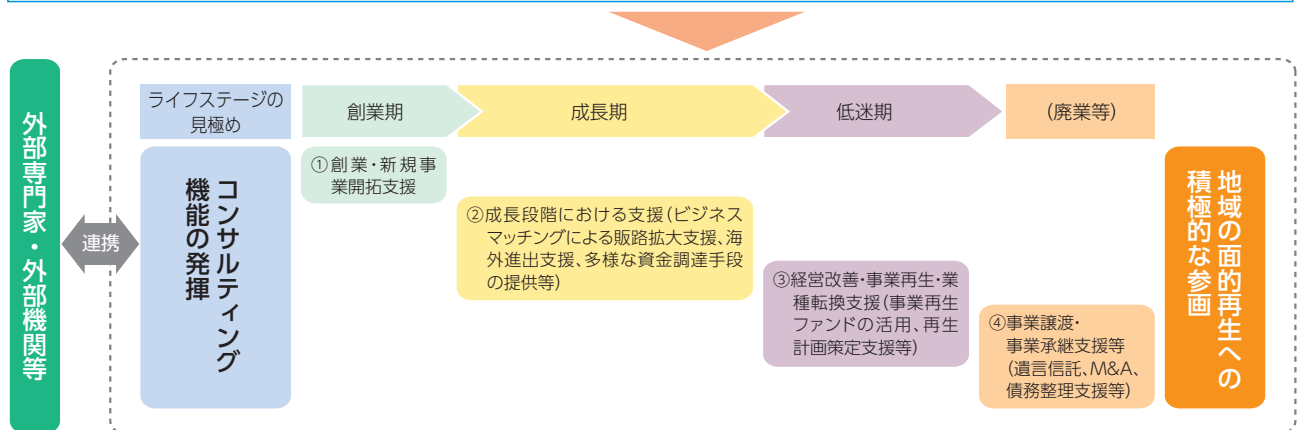 外部専門家・外部機関等
連携
ライフステージの
見極め
コンサルティング
機能の発揮
創業期
①創業・新規事
業開拓支援
成長期
②成長段階における支援(ビジネス
マッチングによる販路拡大支援、海
外進出支援、多様な資金調達手段
の提供等)
低迷期
③経営改善・事業再生・業
種転換支援(事業再生
ファンドの活用、再生
計画策定支援等)
(廃業等)
④事業譲渡・
事業承継支援等
(遺言信託、M&A、
債務整理支援等)
地域の面的再生への
積極的な参画